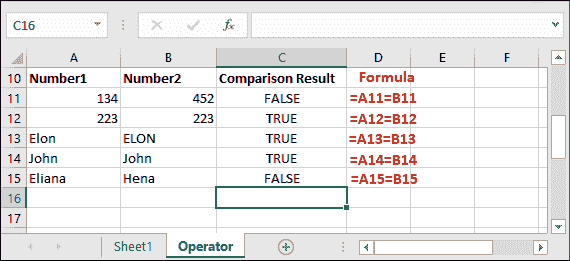 C16 fx
A B C D E F
10 Number1 Number2 Comparison Result Formula
11 134 452 FALSE =A11=B11
12 223 223 TRUE =A12=B12
13 Elon ELON TRUE =A13=B13
14 John John TRUE =A14=B14
15 Eliana Hena FALSE =A15=B15
16
17
Sheet1 Operator